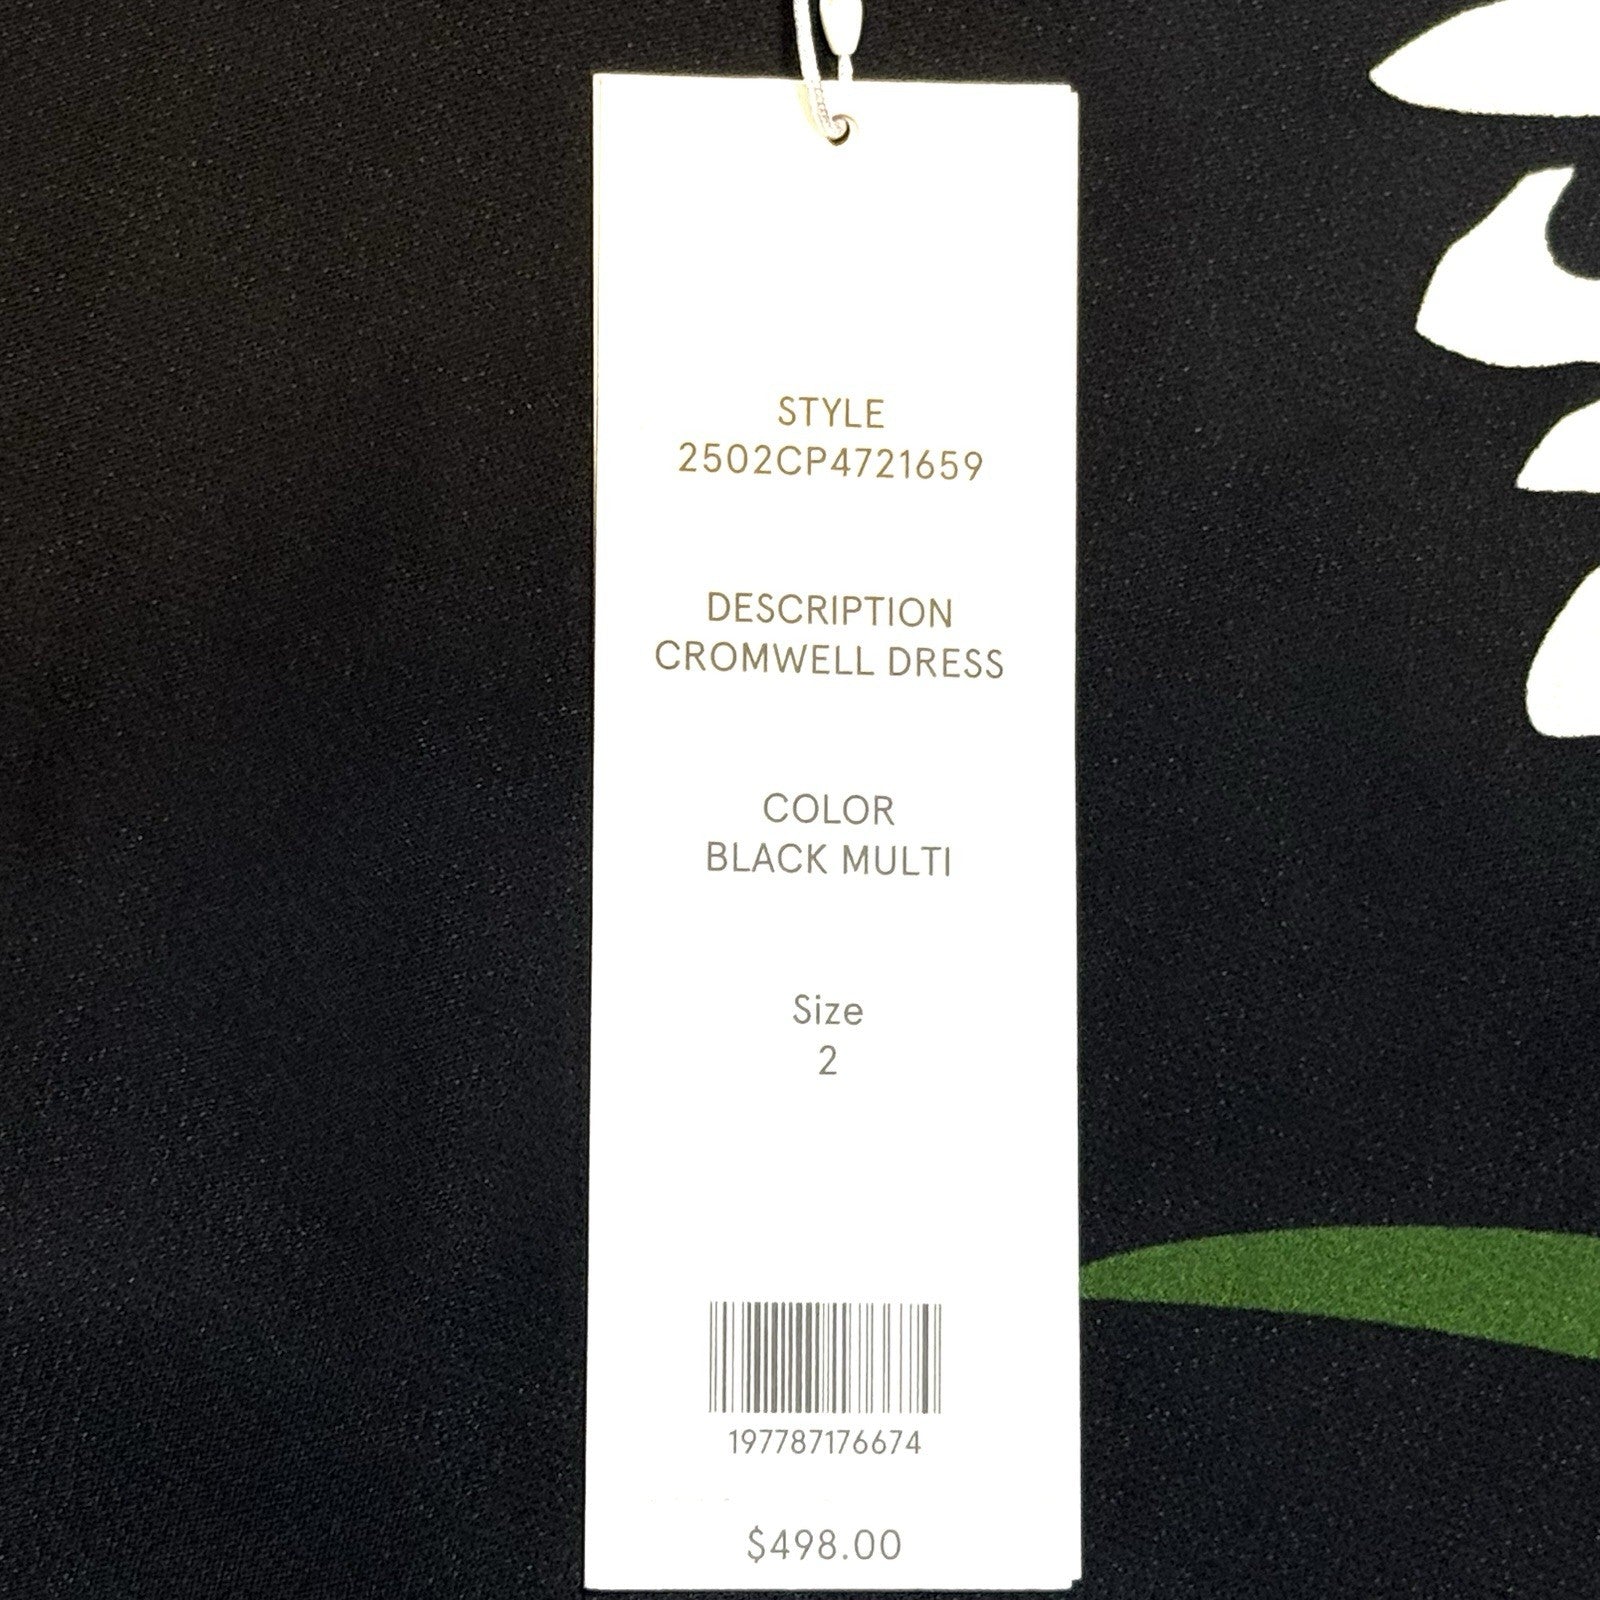 STYLE
2502CP4721659
DESCRIPTION
CROMWELL DRESS
COLOR
BLACK MULTI
Size
2
197787176674
$498.00